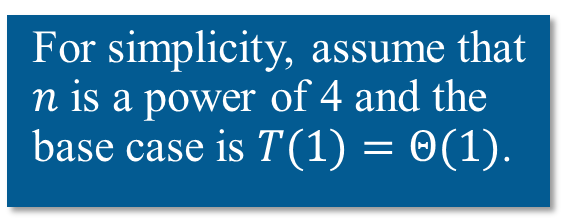 For simplicity, assume that
n is a power of 4 and the
base case is T(1) = Θ(1).